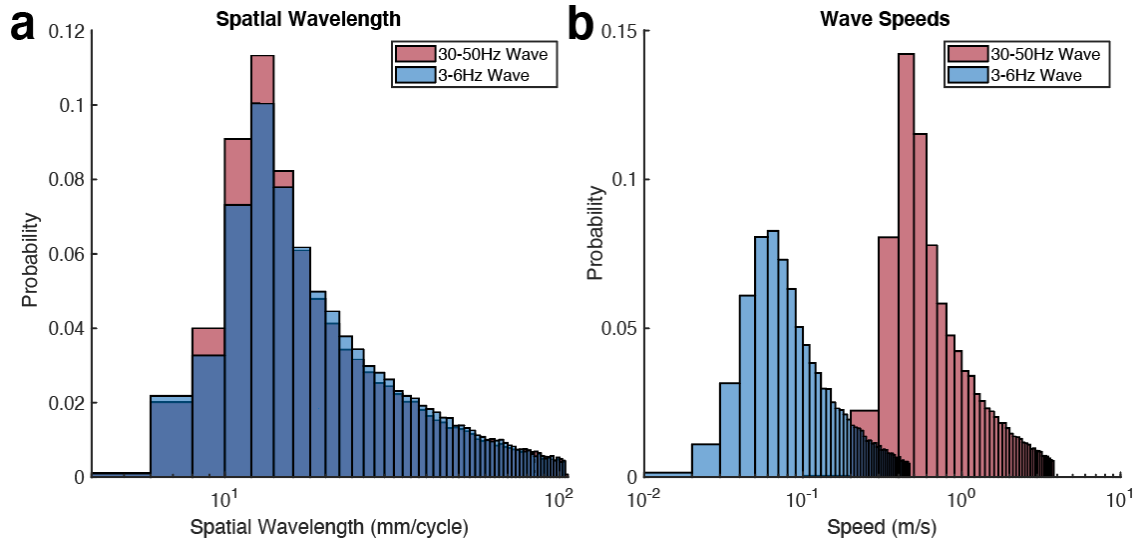 a
Spatial Wavelength
0.12
0.1
0.08
0.06
0.04
0.02
0
Probability
30-50Hz Wave
3-6Hz Wave
10¹
10²
Spatial Wavelength (mm/cycle)
b
Wave Speeds
0.15
0.1
0.05
0
Probability
30-50Hz Wave
3-6Hz Wave
10⁻²
10⁻¹
10⁰
10¹
Speed (m/s)